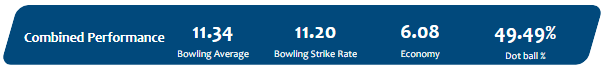 Combined Performance
11.34
Bowling Average
11.20
Bowling Strike Rate
6.08
Economy
49.49%
Dot ball %